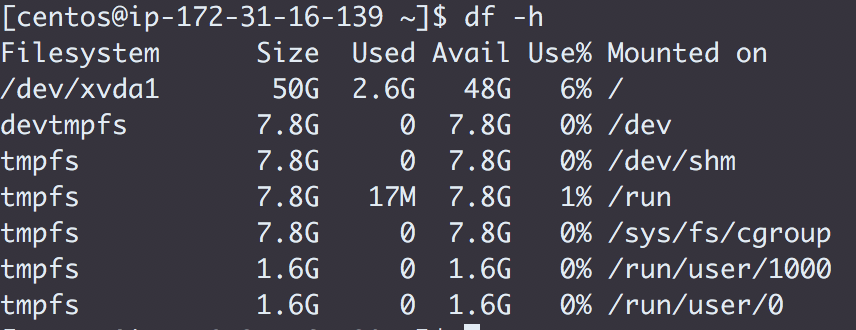 [centos@ip-172-31-16-139 ~]$ df -h
Filesystem      Size  Used Avail Use% Mounted on
/dev/xvda1       50G  2.6G   48G   6% /
devtmpfs        7.8G     0  7.8G   0% /dev
tmpfs           7.8G     0  7.8G   0% /dev/shm
tmpfs           7.8G   17M  7.8G   1% /run
tmpfs           7.8G     0  7.8G   0% /sys/fs/cgroup
tmpfs           1.6G     0  1.6G   0% /run/user/1000
tmpfs           1.6G     0  1.6G   0% /run/user/0